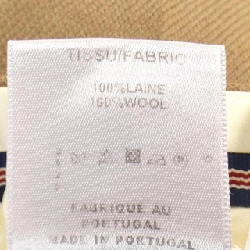 TISSU/FABRIC
100%LAINE
100%WOOL
FABRIQUE AU
PORTUGAL
MADE IN PORTUGAL